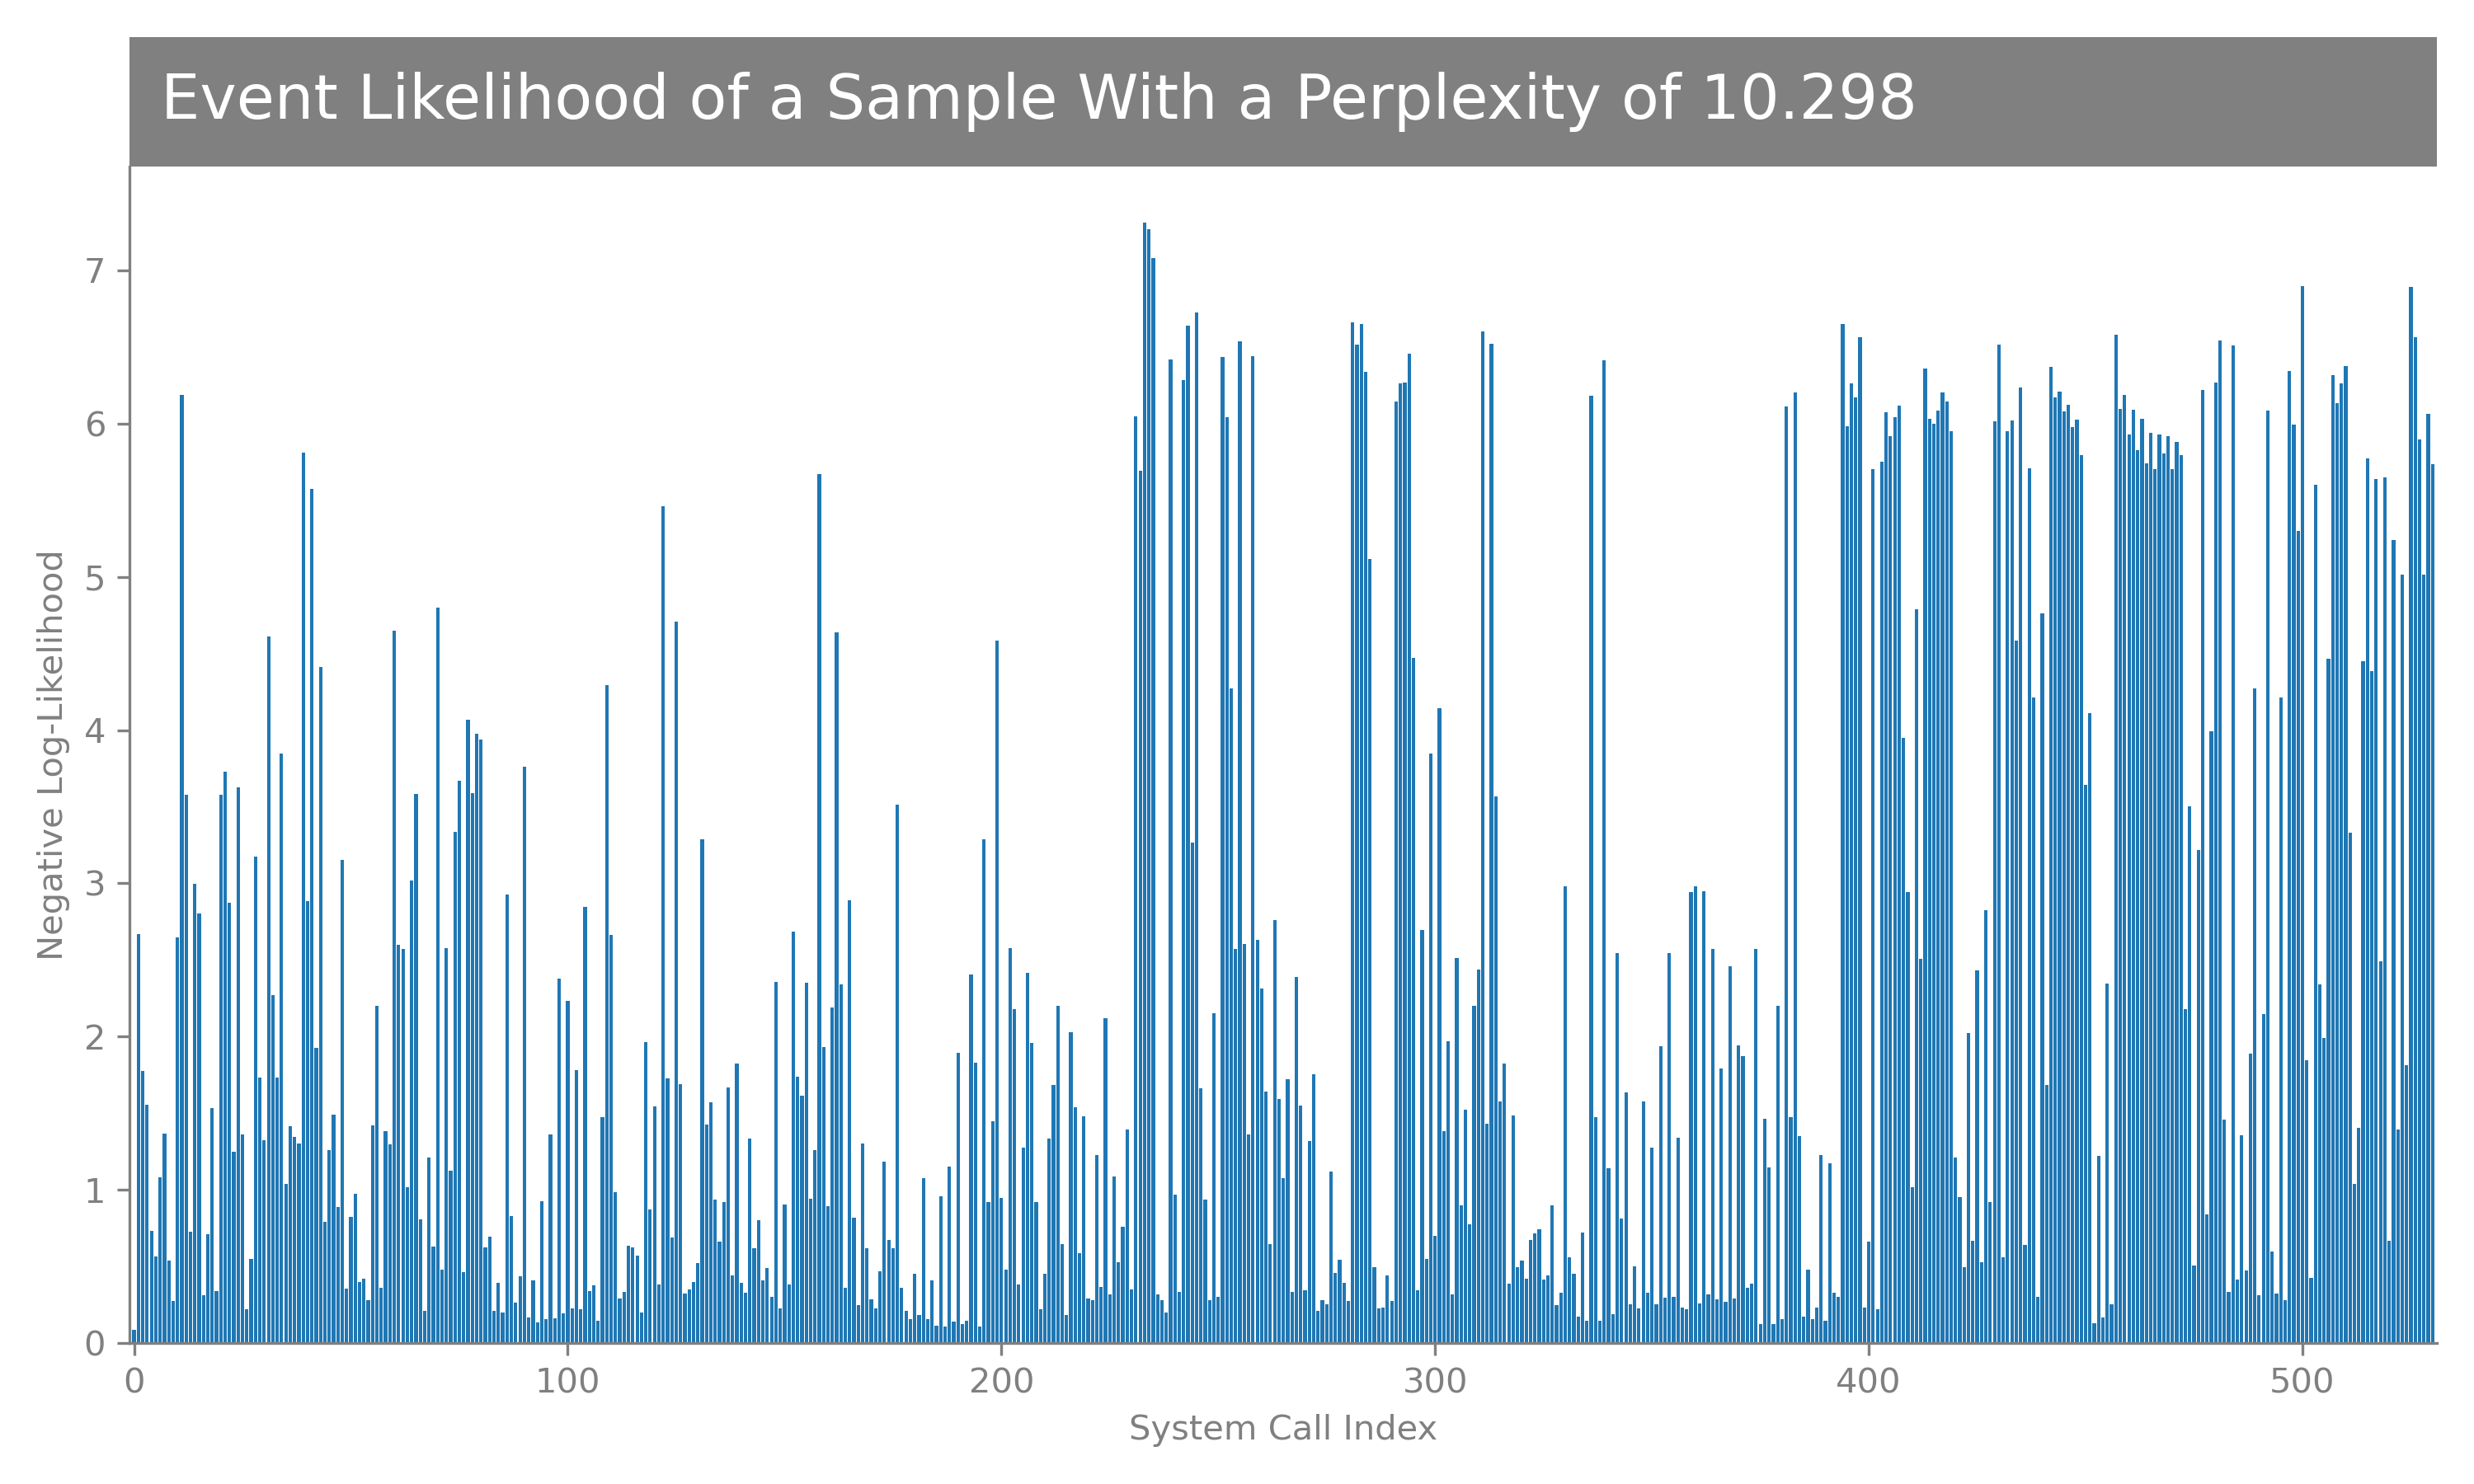 Event Likelihood of a Sample With a Perplexity of 10.298
Negative Log-Likelihood
7
6
5
4
3
2
1
0
0 100 200 300 400 500
System Call Index